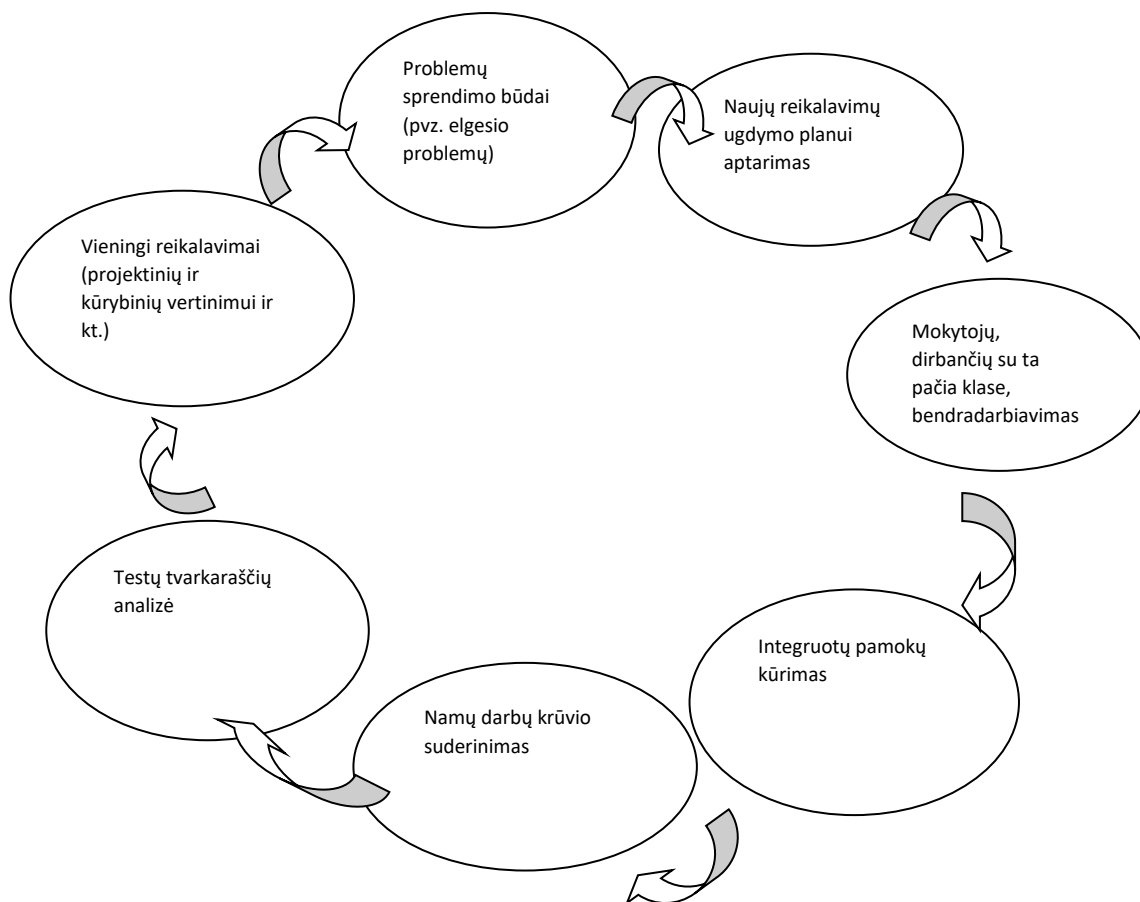 Problemų
sprendimo būdai
(pvz. elgesio
problemų)
Naujų reikalavimų
ugdymo planui
aptarimas
Vieningi reikalavimai
(projektinių ir
kūrybinių vertinimui ir
kt.)
Mokytojų,
dirbančių su ta
pačia klase,
bendradarbiavimas
Testų tvarkaraščių
analizė
Integruotų pamokų
kūrimas
Namų darbų krūvio
suderinimas